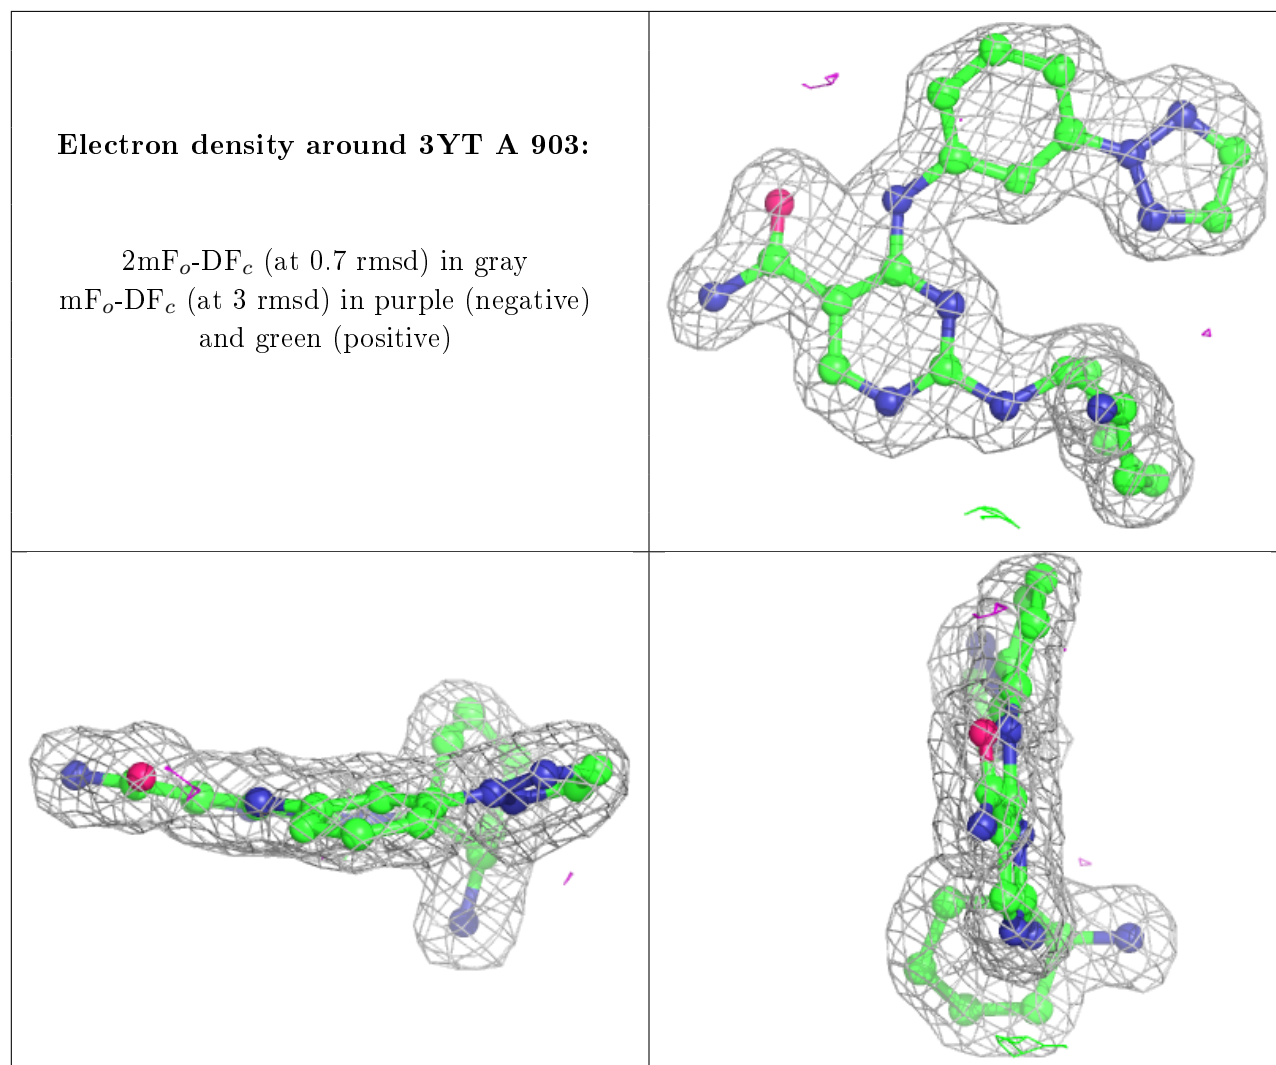 Electron density around 3YT A 903:
2mFₒ-DF𝒸 (at 0.7 rmsd) in gray
mFₒ-DF𝒸 (at 3 rmsd) in purple (negative)
and green (positive)